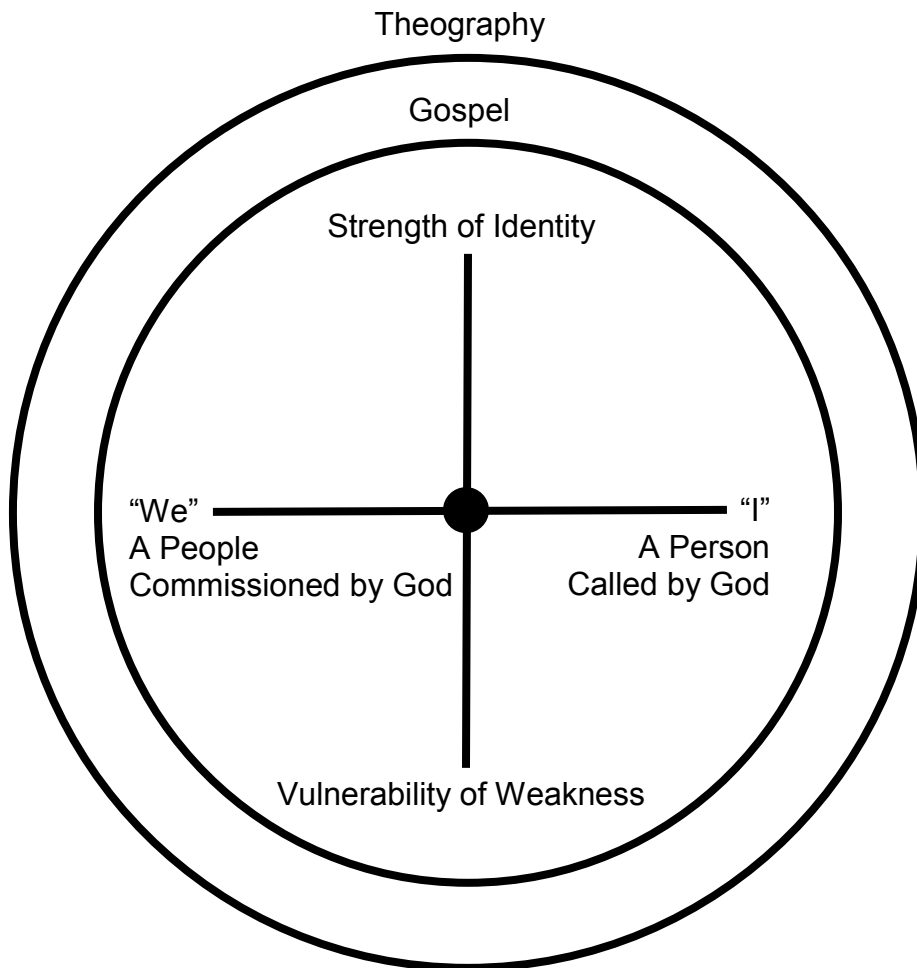 Theography
Gospel
Strength of Identity
“We”
A People
Commissioned by God
“I”
A Person
Called by God
Vulnerability of Weakness